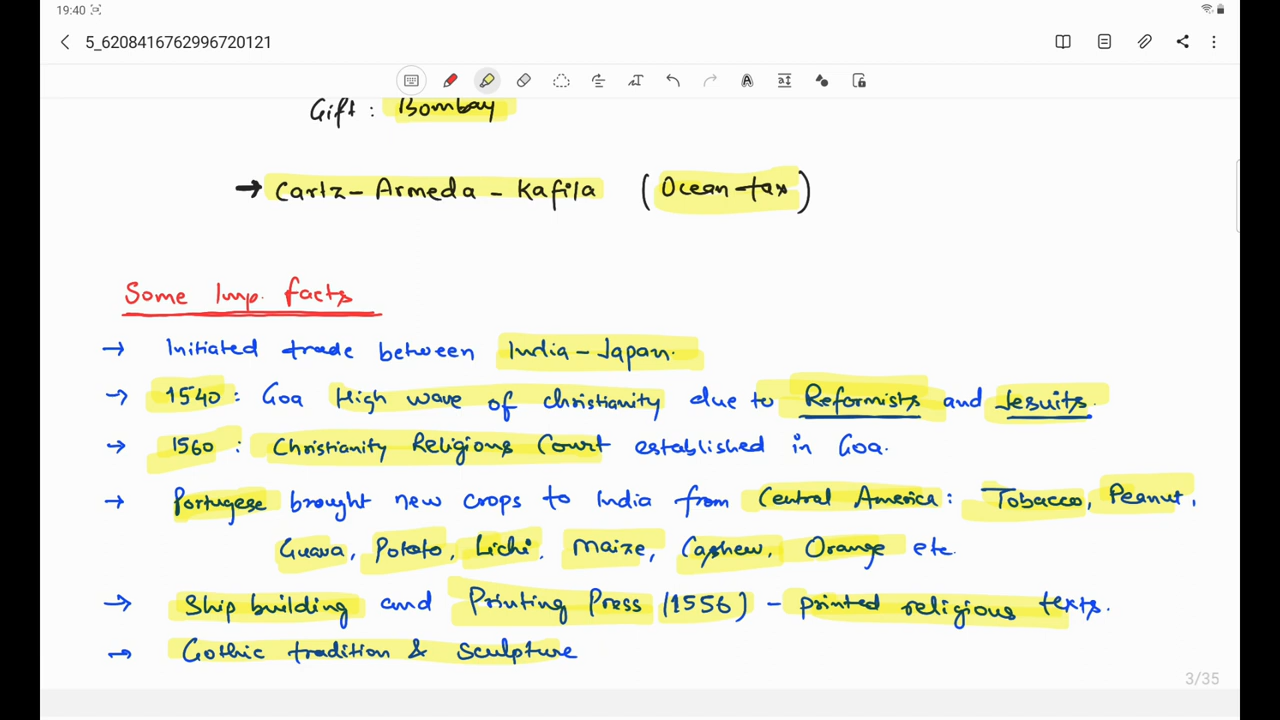 19:40
5_6208416762996720121
Gift : Bombay
→ Cartz - Armeda - Kafila (Ocean tax)
Some Imp. facts
→ Initiated trade between India - Japan.
→ 1540 : Goa High wave of christianity due to Reformists and Jesuits.
→ 1560 : Christianity Religions Court established in Goa.
→ Portugese brought new crops to India from Central America : Tobacco, Peanut,
Guava, Potato, Lichi, Maize, Cashew, Orange etc.
→ Ship building and Printing Press (1556) - printed religious texts.
→ Gothic tradition & sculpture
3/35